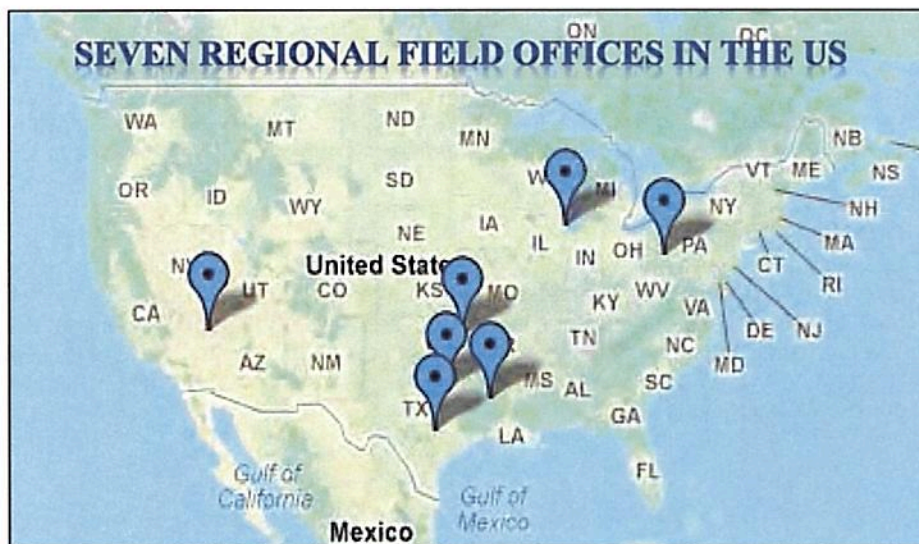 SEVEN REGIONAL FIELD OFFICES IN THE US
ON
QC
WA
MT
ND
MN
NB
OR
ID
SD
MI
VT
ME
NS
WY
NY
NH
NE
IA
IL
IN
OH
PA
MA
United State
CT
RI
UT
CO
KS
MO
WV
CA
KY
VA
DE
NJ
TN
NC
MD
AZ
NM
MS
AL
SC
TX
GA
LA
FL
Gulf of
California
Gulf of
Mexico
Mexico